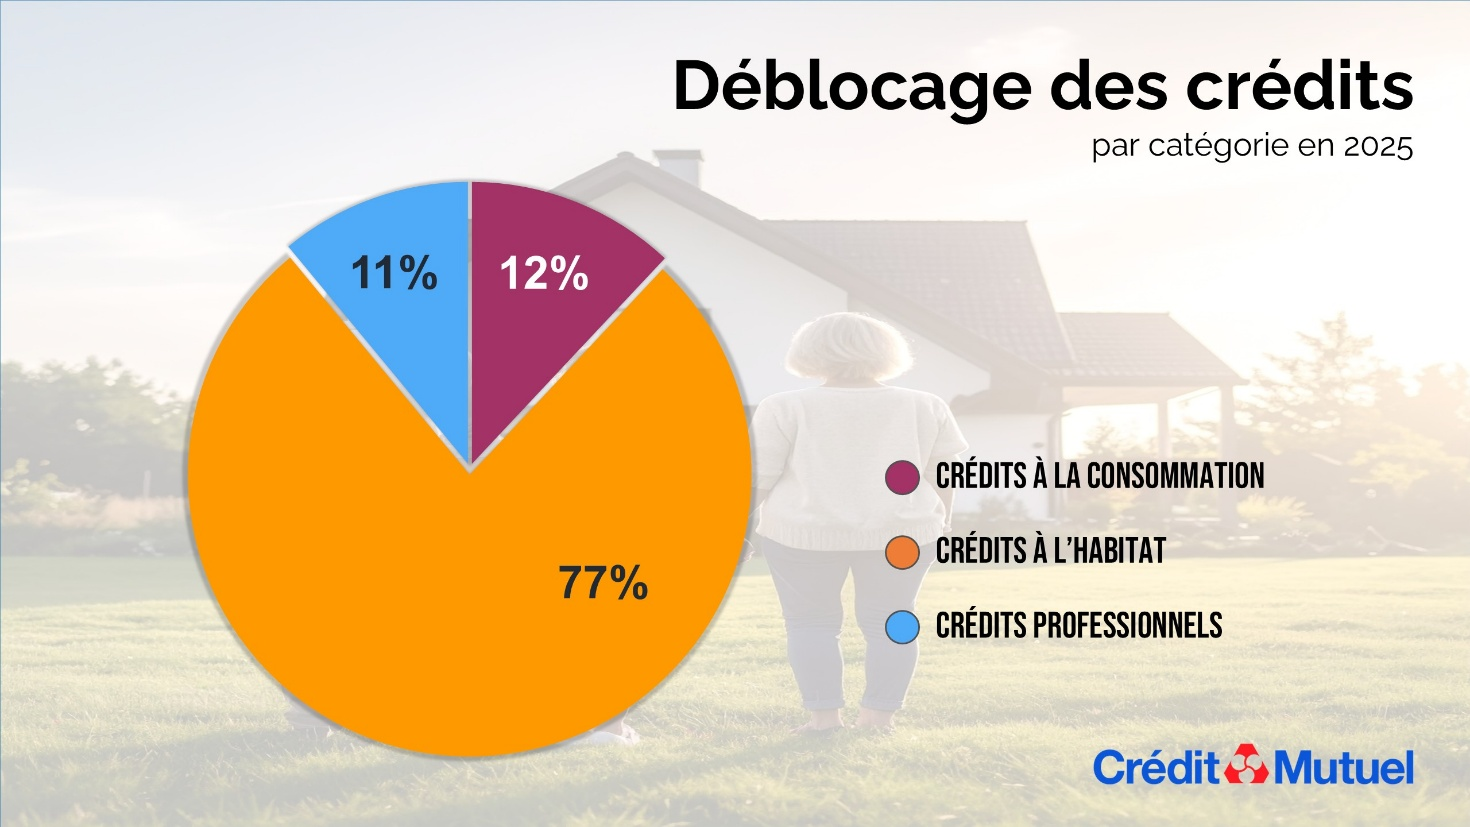 Déblocage des crédits
par catégorie en 2025
11%
12%
77%
CRÉDITS À LA CONSOMMATION
CRÉDITS À L’HABITAT
CRÉDITS PROFESSIONNELS
Crédit Mutuel